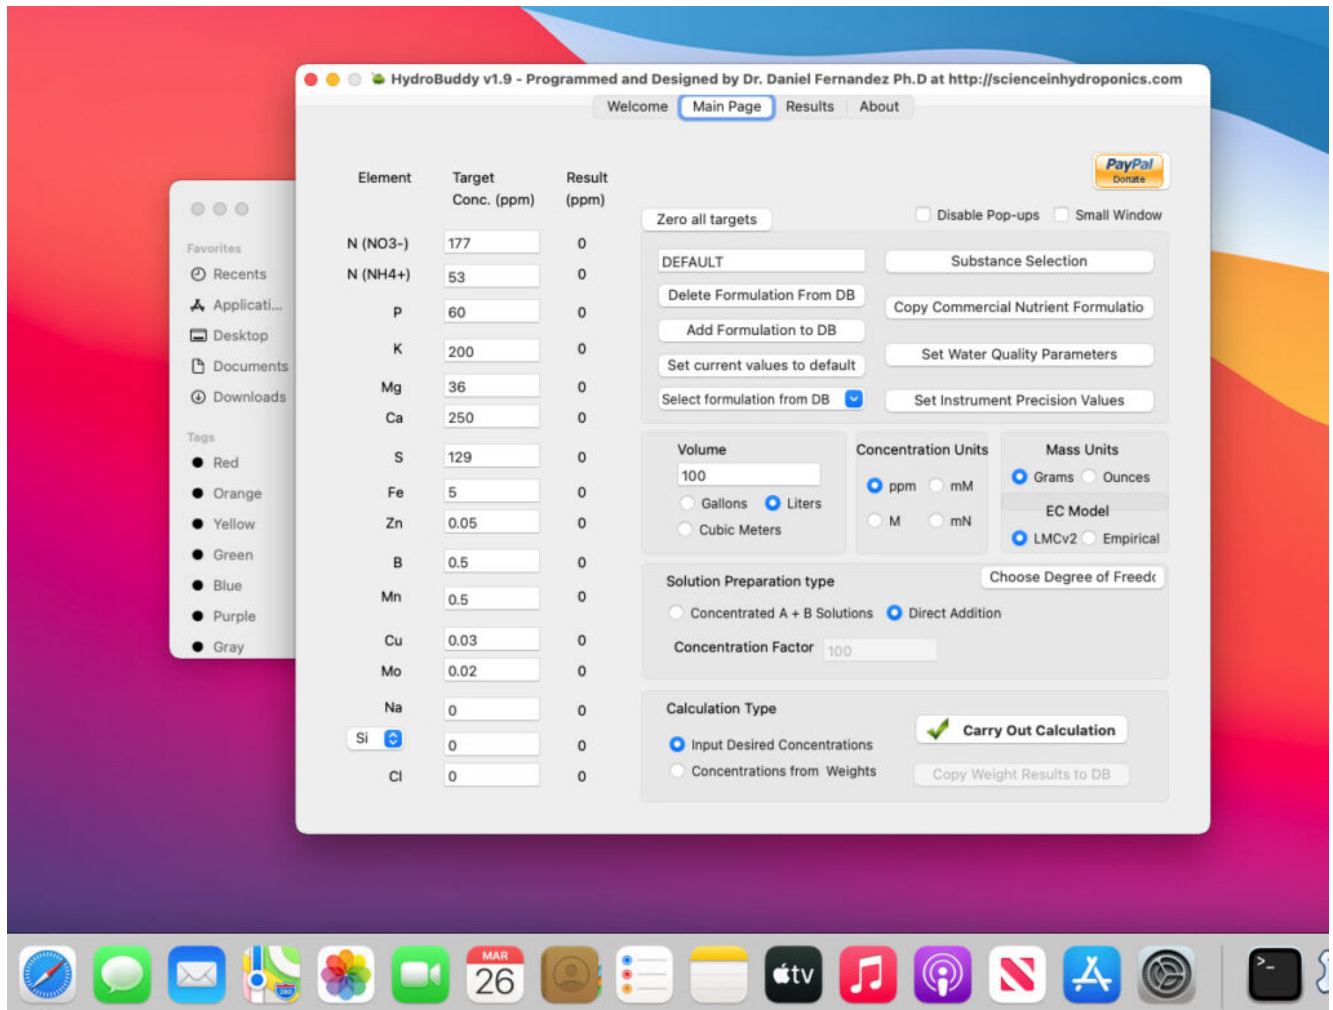 HydroBuddy v1.9 - Programmed and Designed by Dr. Daniel Fernandez Ph.D at http://scienceinhydroponics.com
Welcome Main Page Results About
PayPal
Donate
Element Target Result
Conc. (ppm) (ppm)
Zero all targets Disable Pop-ups Small Window
N (NO3-) 177 0
N (NH4+) 53 0
P 60 0
K 200 0
Mg 36 0
Ca 250 0
S 129 0
Fe 5 0
Zn 0.05 0
B 0.5 0
Mn 0.5 0
Cu 0.03 0
Mo 0.02 0
Na 0 0
Si 0 0
Cl 0 0
DEFAULT Substance Selection
Delete Formulation From DB
Copy Commercial Nutrient Formulatio
Add Formulation to DB
Set Water Quality Parameters
Set current values to default
Select formulation from DB Set Instrument Precision Values
Volume
100
Gallons Liters
Cubic Meters
Concentration Units
ppm mM
M mN
Mass Units
Grams Ounces
EC Model
LMCv2 Empirical
Solution Preparation type Choose Degree of Freedo
Concentrated A + B Solutions Direct Addition
Concentration Factor 100
Calculation Type
Input Desired Concentrations
Concentrations from Weights
Carry Out Calculation
Copy Weight Results to DB
Favorites
Recents
Applicati...
Desktop
Documents
Downloads
Tags
Red
Orange
Yellow
Green
Blue
Purple
Gray
280
MAR
26
tv
>_